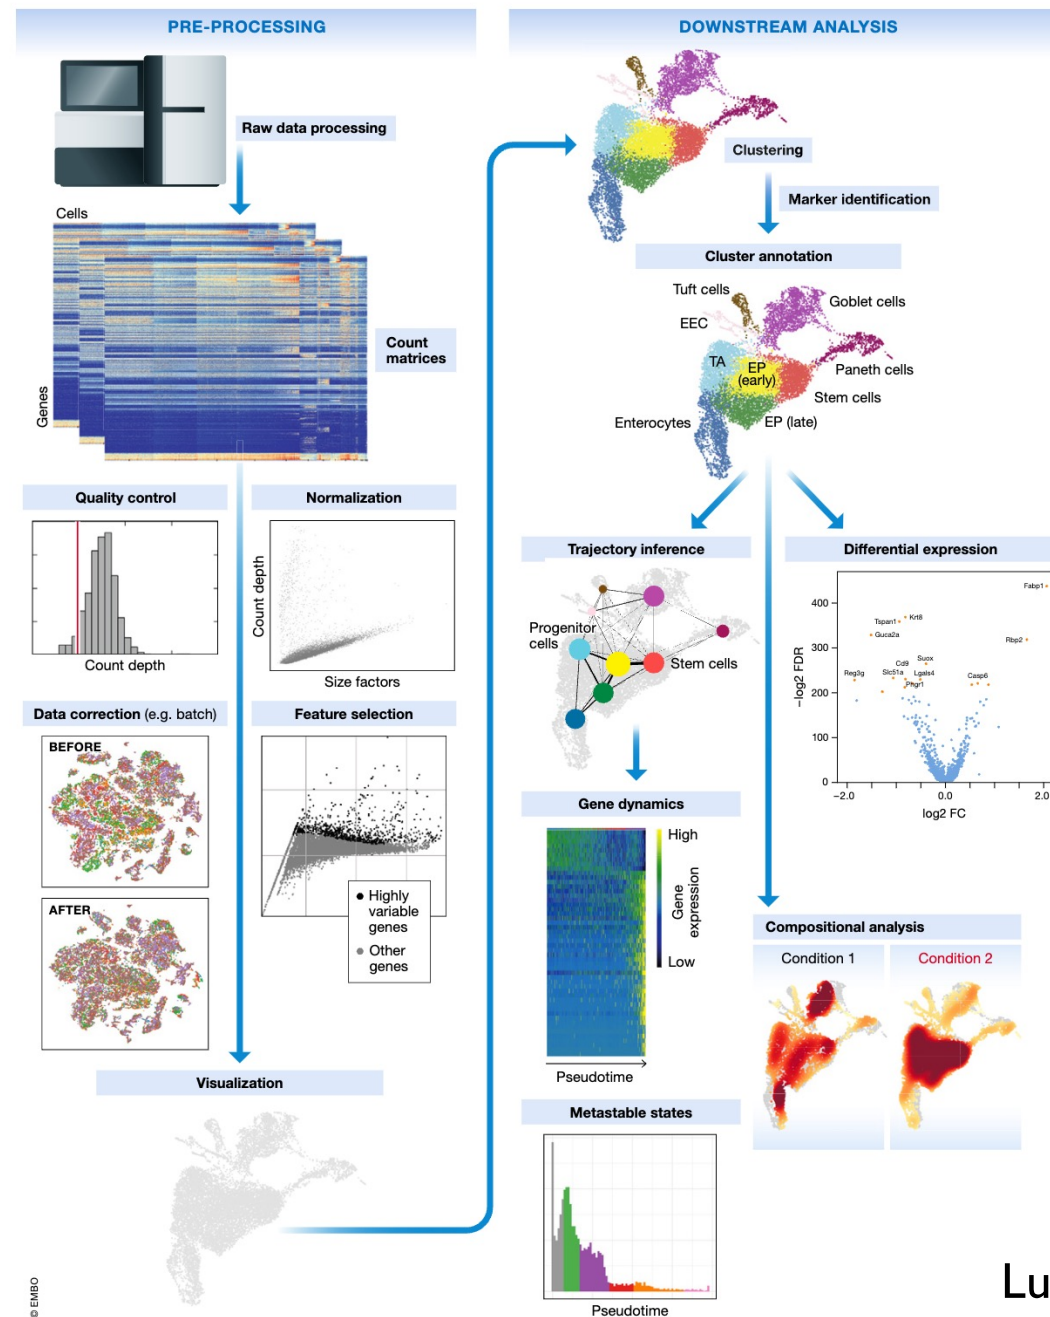 PRE-PROCESSING
Raw data processing
Cells
Genes
Count
matrices
Quality control
Count depth
Normalization
Count depth
Size factors
Data correction (e.g. batch)
BEFORE
AFTER
Feature selection
Highly
variable
genes
Other
genes
Visualization
© EMBO
DOWNSTREAM ANALYSIS
Clustering
Marker identification
Cluster annotation
Tuft cells
Goblet cells
EEC
TA
EP
(early)
Paneth cells
Stem cells
Enterocytes
EP (late)
Trajectory inference
Progenitor
cells
Stem cells
Gene dynamics
High
Gene
expression
Low
Pseudotime
Metastable states
Pseudotime
Differential expression
Fabp1
400
Krt8
Tspan1
Guca2a
Rbp2
300
Suox
Cd9
Reg3g
Slc51a
Lgals4
Casp6
Phgr1
200
100
0
−log2 FDR
−2.0
0.0
2.0
log2 FC
Compositional analysis
Condition 1
Condition 2
Lu